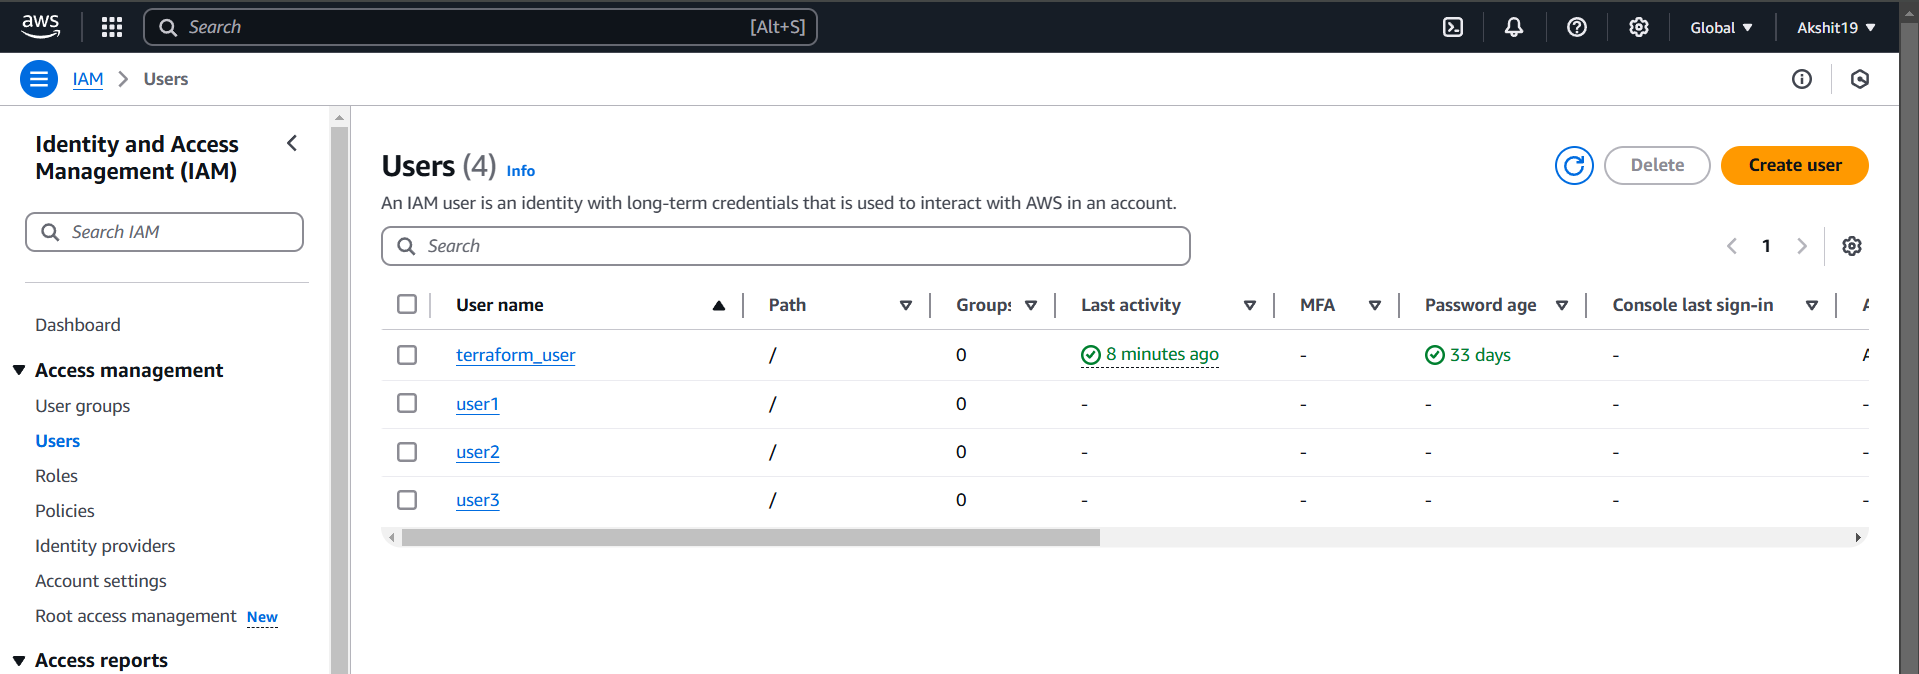 aws Search [Alt+S] Global Akshit19
IAM Users
Identity and Access
Management (IAM)
Search IAM
Dashboard
Access management
User groups
Users
Roles
Policies
Identity providers
Account settings
Root access management New
Access reports
Users (4) Info
Delete Create user
An IAM user is an identity with long-term credentials that is used to interact with AWS in an account.
Search
1
User name Path Groups Last activity MFA Password age Console last sign-in A
terraform_user / 0 8 minutes ago - 33 days - A
user1 / 0 - - - - -
user2 / 0 - - - - -
user3 / 0 - - - - -